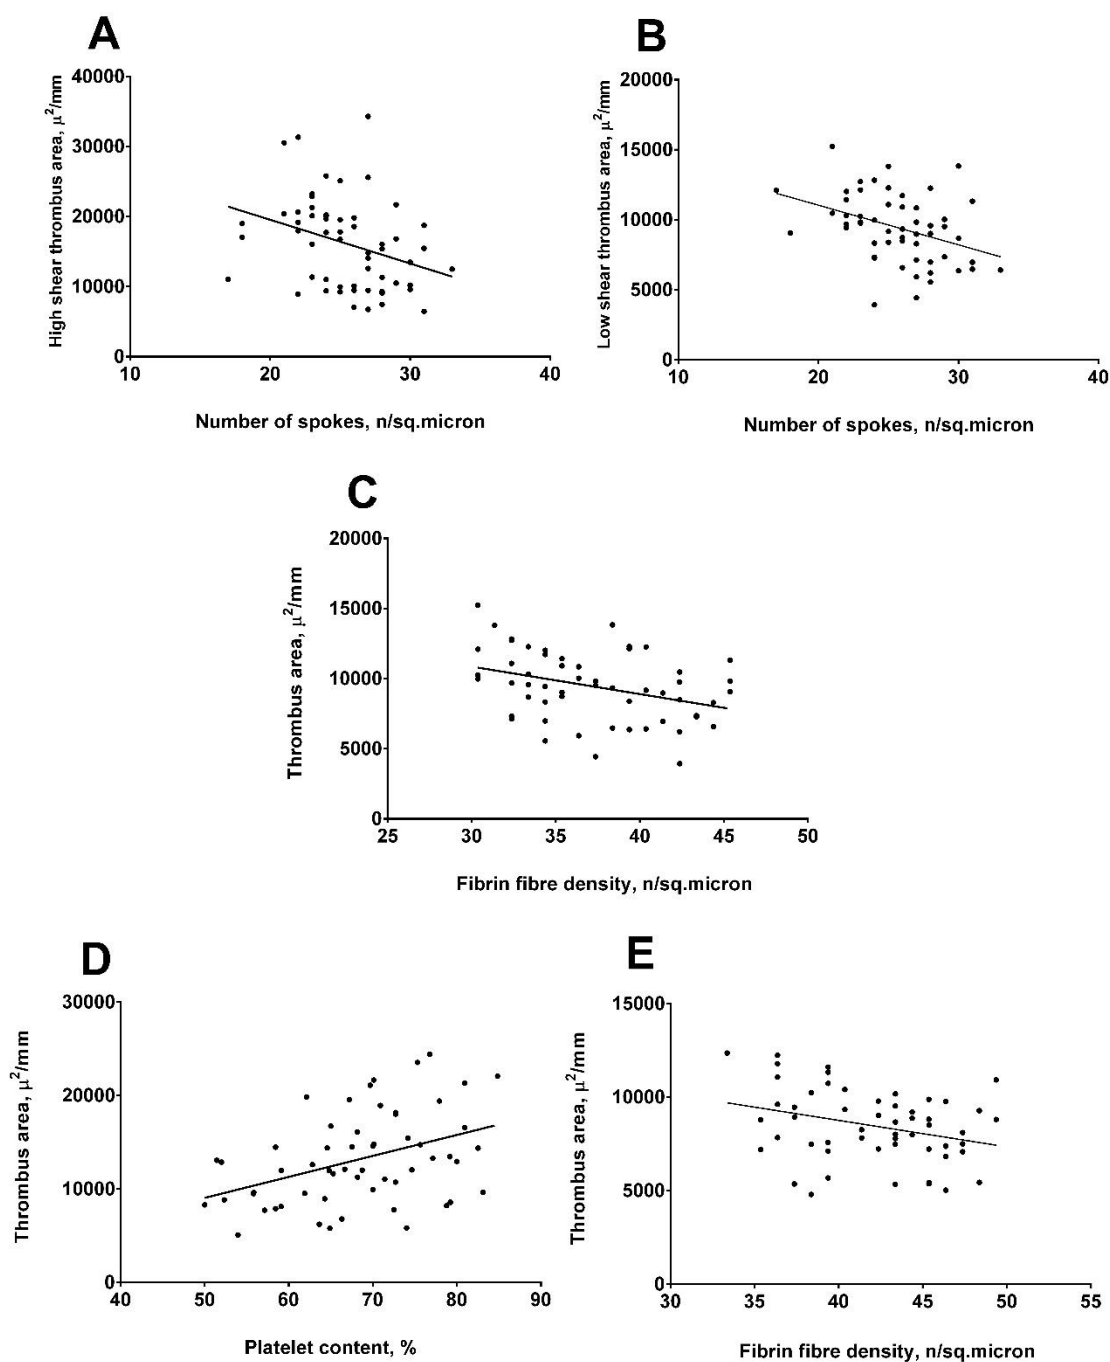 A
High shear thrombus area, μ²/mm
40000
30000
20000
10000
0
10 20 30 40
Number of spokes, n/sq.micron
B
Low shear thrombus area, μ²/mm
20000
15000
10000
5000
0
10 20 30 40
Number of spokes, n/sq.micron
C
Thrombus area, μ²/mm
20000
15000
10000
5000
0
25 30 35 40 45 50
Fibrin fibre density, n/sq.micron
D
Thrombus area, μ²/mm
30000
20000
10000
0
40 50 60 70 80 90
Platelet content, %
E
Thrombus area, μ²/mm
15000
10000
5000
0
30 35 40 45 50 55
Fibrin fibre density, n/sq.micron